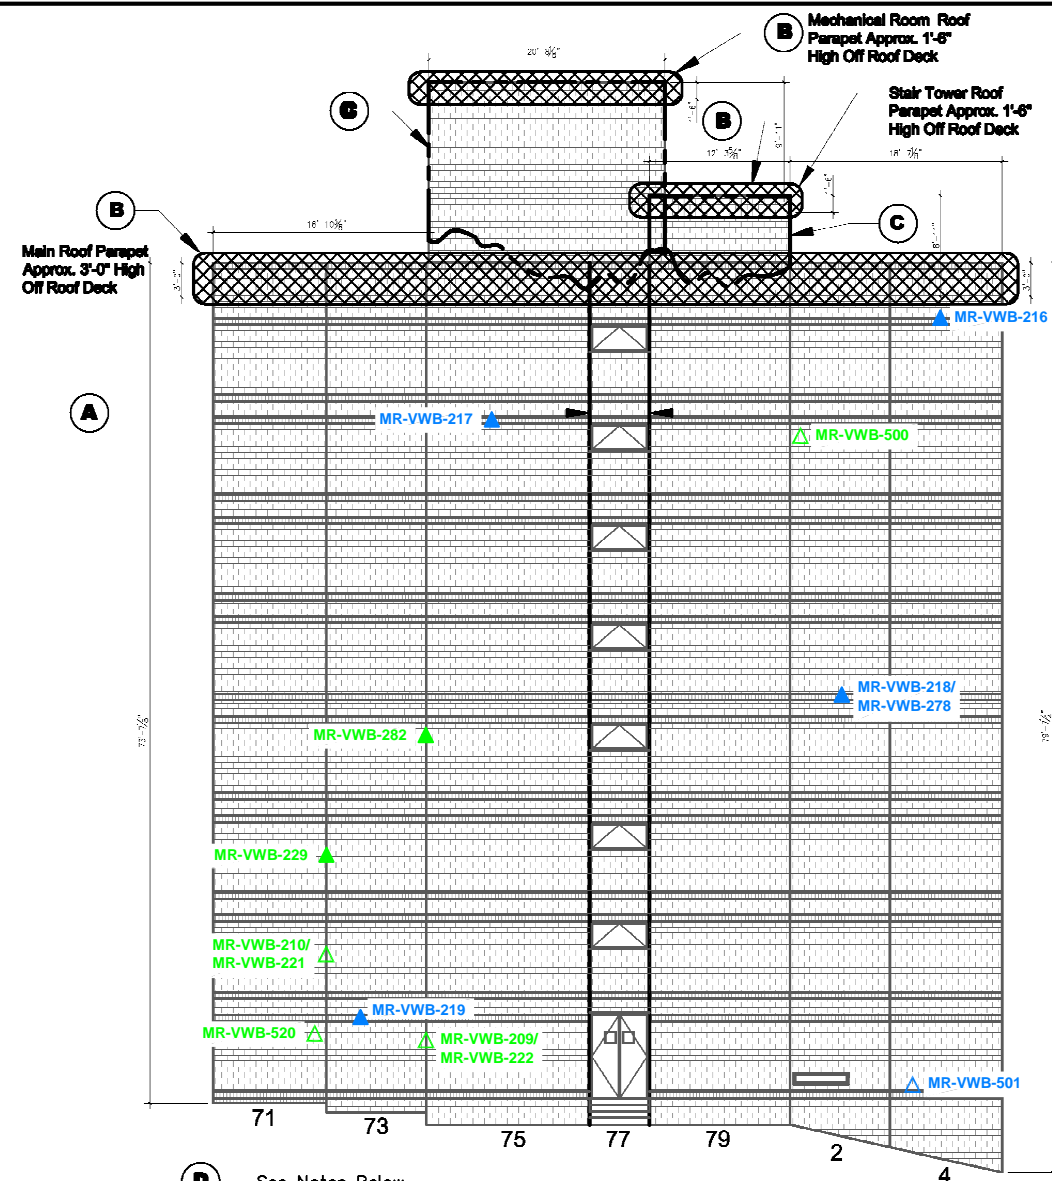 B
Mechanical Room Roof
Parapet Approx. 1'-6"
High Off Roof Deck
C
B
Stair Tower Roof
Parapet Approx. 1'-6"
High Off Roof Deck
B
Main Roof Parapet
Approx. 3'-0" High
Off Roof Deck
C
MR-VWB-216
A
MR-VWB-217
MR-VWB-500
MR-VWB-218/
MR-VWB-278
MR-VWB-282
MR-VWB-229
MR-VWB-210/
MR-VWB-221
MR-VWB-219
MR-VWB-520
MR-VWB-209/
MR-VWB-222
MR-VWB-501
71
73
75
77
79
2
4